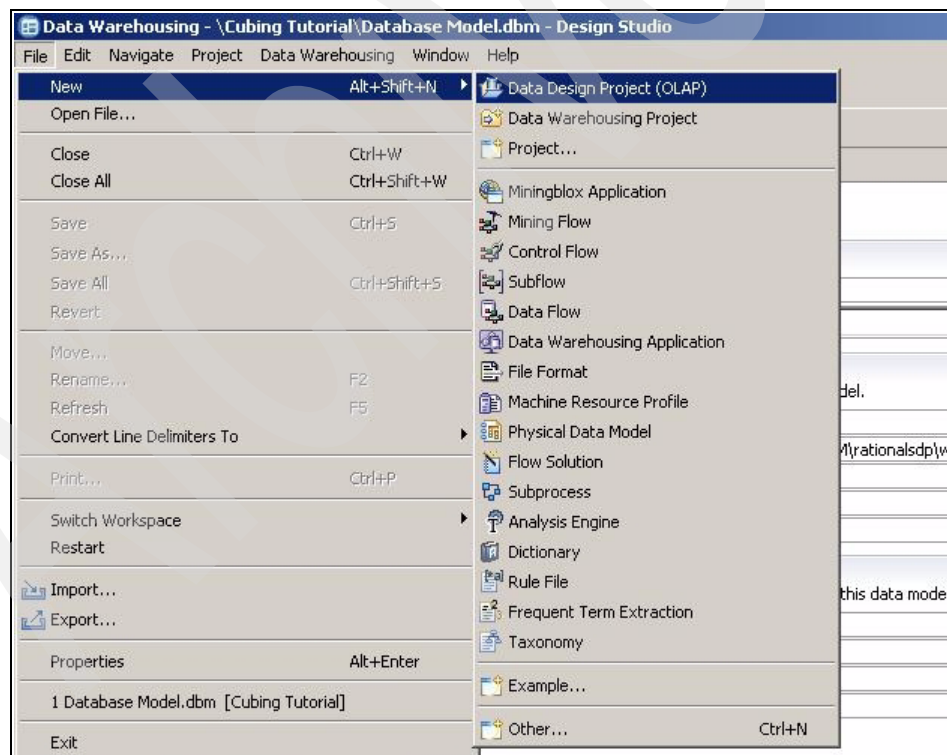 Data Warehousing - \Cubing Tutorial\Database Model.dbm - Design Studio
File Edit Navigate Project Data Warehousing Window Help
New Alt+Shift+N
Open File...
Close Ctrl+W
Close All Ctrl+Shift+W
Save Ctrl+S
Save As...
Save All Ctrl+Shift+S
Revert
Move...
Rename... F2
Refresh F5
Convert Line Delimiters To
Print... Ctrl+P
Switch Workspace
Restart
Import...
Export...
Properties Alt+Enter
1 Database Model.dbm [Cubing Tutorial]
Exit
Data Design Project (OLAP)
Data Warehousing Project
Project...
Miningblox Application
Mining Flow
Control Flow
Subflow
Data Flow
Data Warehousing Application
File Format
Machine Resource Profile
Physical Data Model
Flow Solution
Subprocess
Analysis Engine
Dictionary
Rule File
Frequent Term Extraction
Taxonomy
Example...
Other... Ctrl+N
del.
M\rationalsdp\w
this data mode